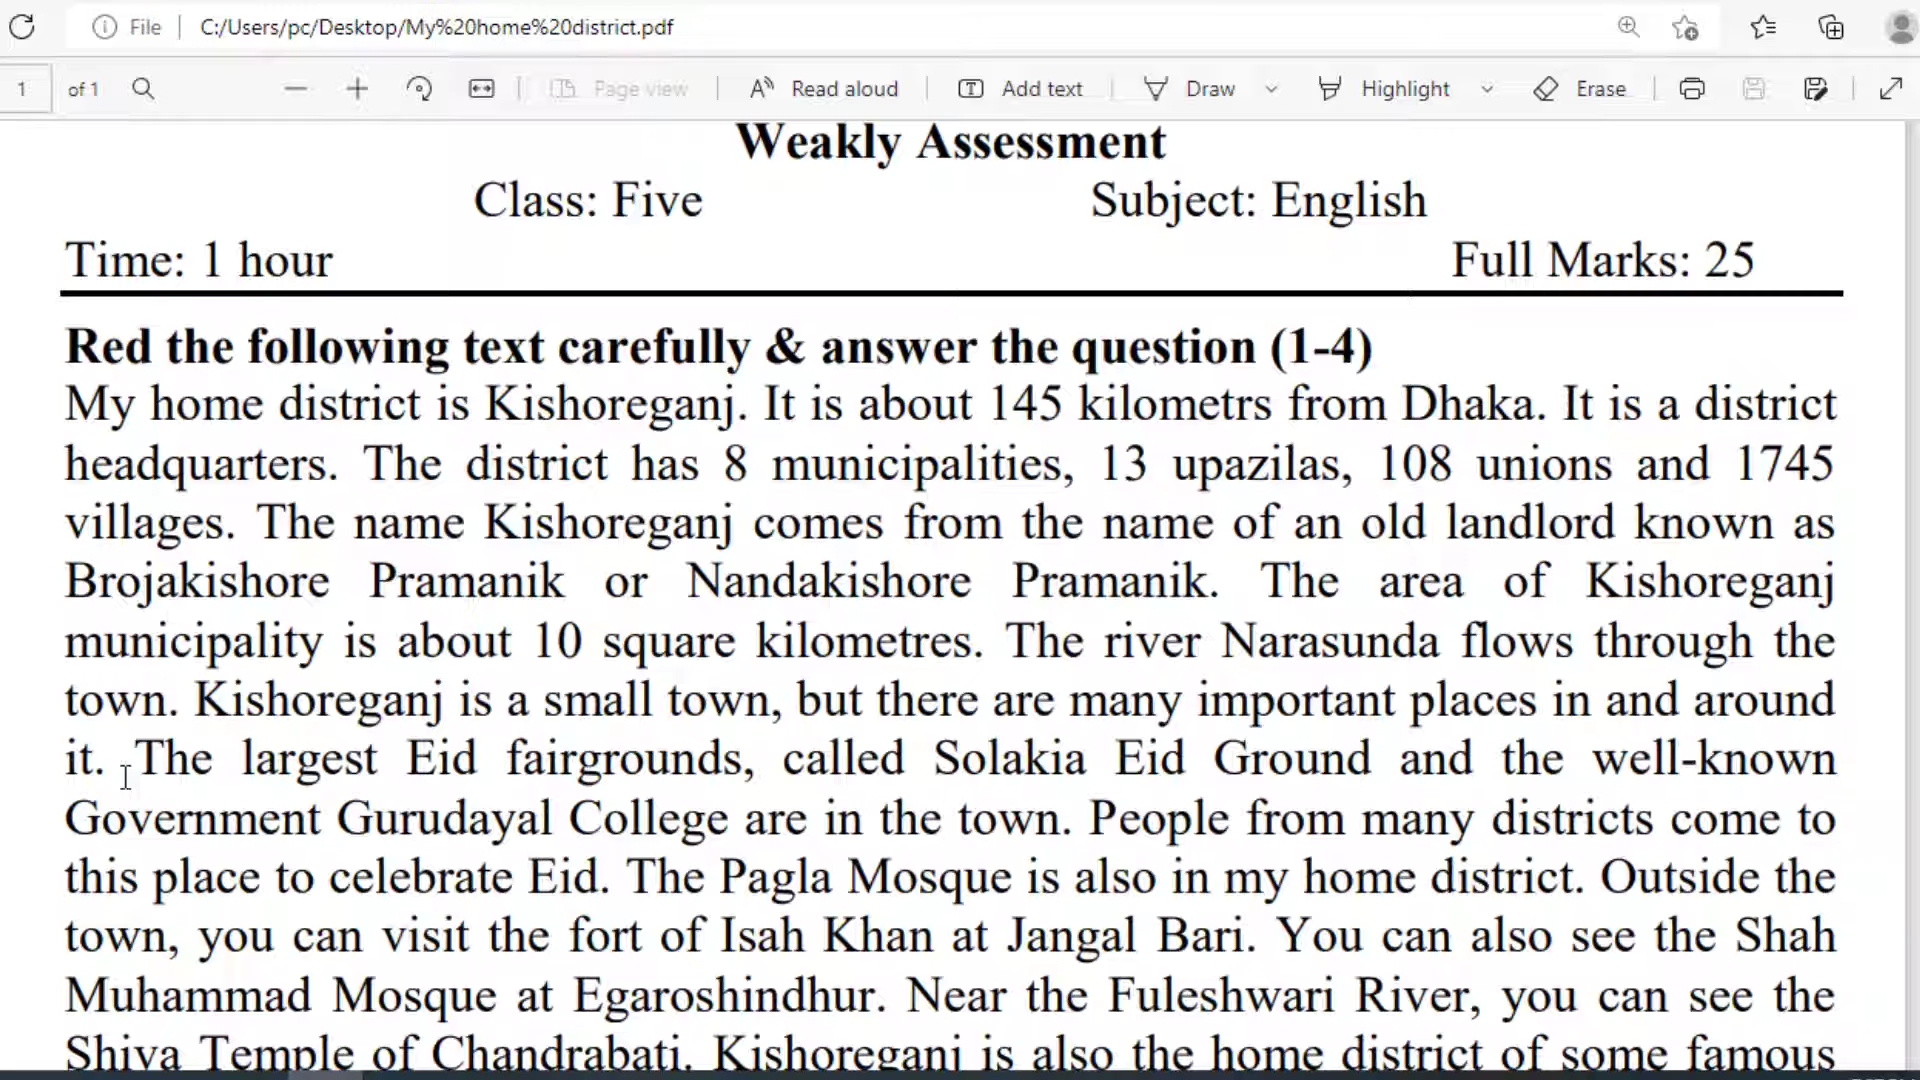 File
C:/Users/pc/Desktop/My%20home%20district.pdf
1 of 1 Page view Read aloud Add text Draw Highlight Erase
Weakly Assessment
Class: Five Subject: English
Time: 1 hour Full Marks: 25
Red the following text carefully & answer the question (1-4)
My home district is Kishoreganj. It is about 145 kilometrs from Dhaka. It is a district
headquarters. The district has 8 municipalities, 13 upazilas, 108 unions and 1745
villages. The name Kishoreganj comes from the name of an old landlord known as
Brojakishore Pramanik or Nandakishore Pramanik. The area of Kishoreganj
municipality is about 10 square kilometres. The river Narasunda flows through the
town. Kishoreganj is a small town, but there are many important places in and around
it. The largest Eid fairgrounds, called Solakia Eid Ground and the well-known
Government Gurudayal College are in the town. People from many districts come to
this place to celebrate Eid. The Pagla Mosque is also in my home district. Outside the
town, you can visit the fort of Isah Khan at Jangal Bari. You can also see the Shah
Muhammad Mosque at Egaroshindhur. Near the Fuleshwari River, you can see the
Shiva Temple of Chandrabati. Kishoreganj is also the home district of some famous